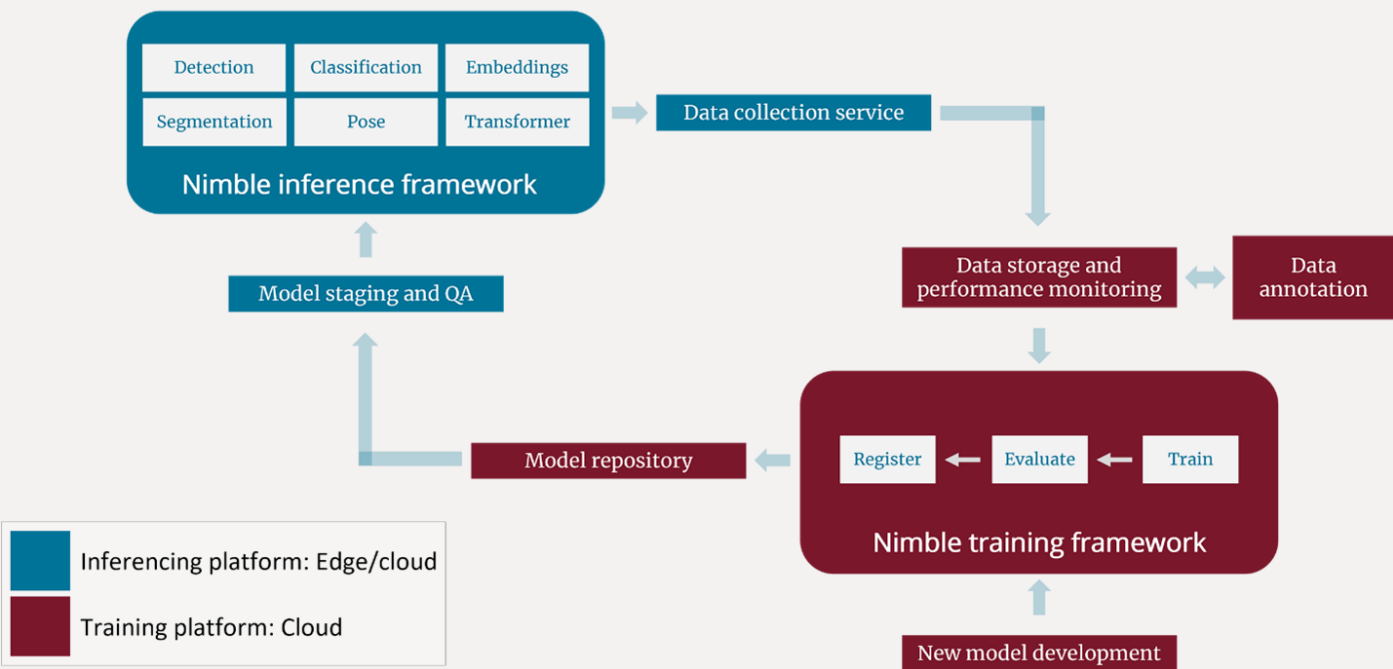 Detection
Classification
Embeddings
Segmentation
Pose
Transformer
Nimble inference framework
Data collection service
Data storage and
performance monitoring
Data
annotation
Model staging and QA
Model repository
Register
Evaluate
Train
Nimble training framework
New model development
Inferencing platform: Edge/cloud
Training platform: Cloud